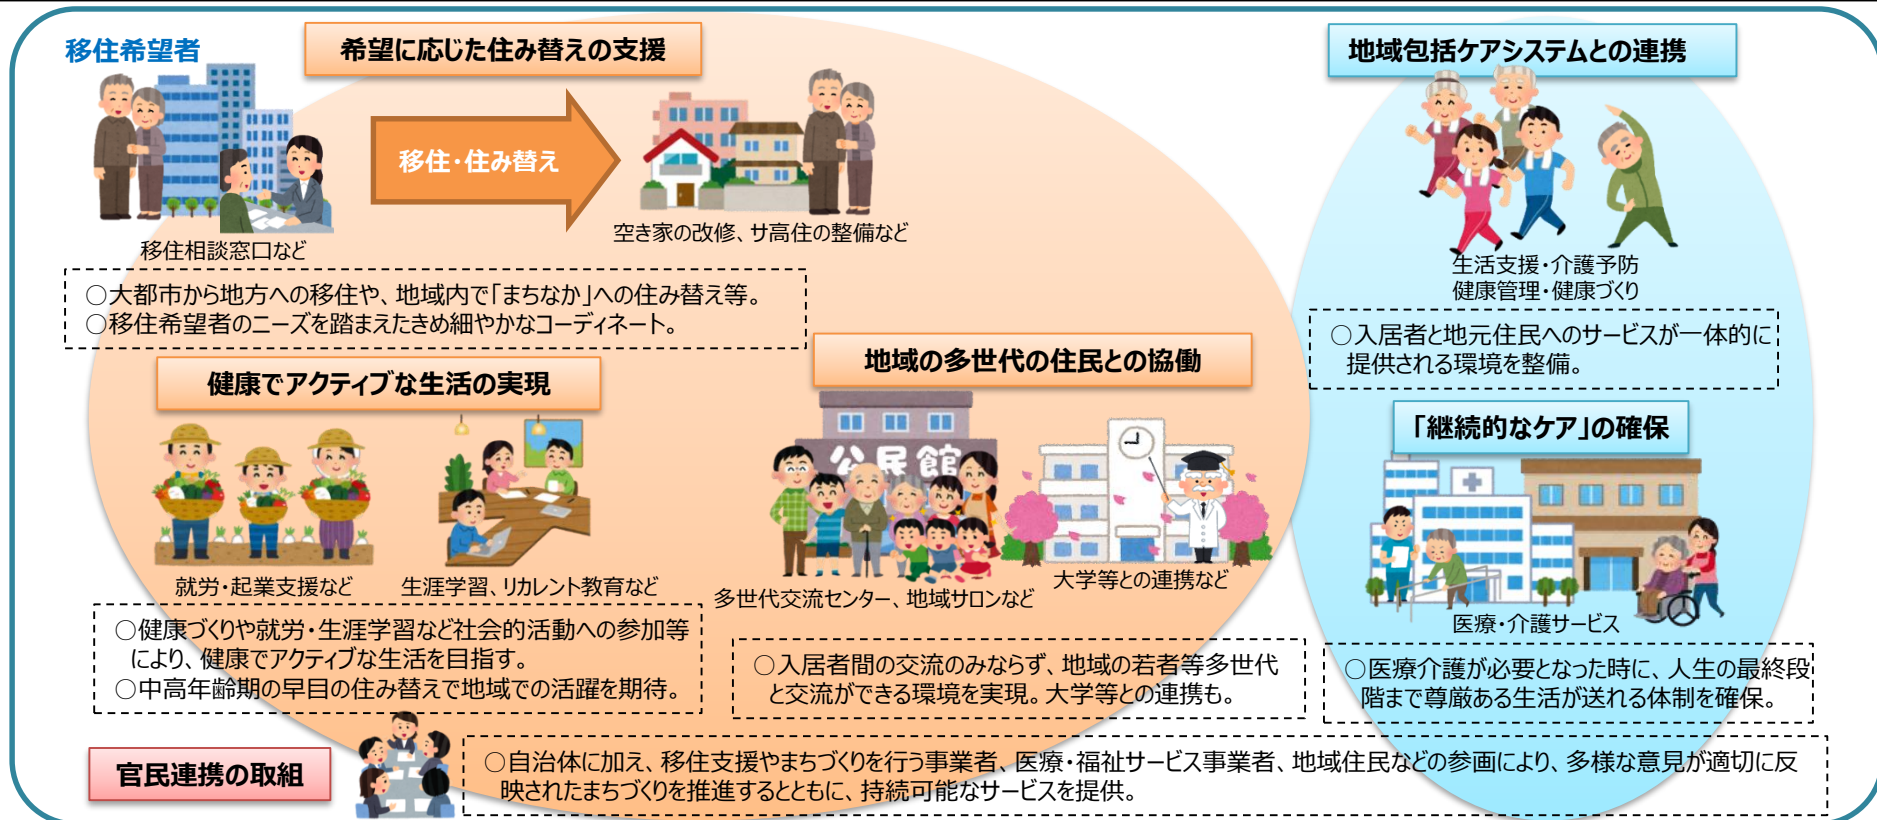 移住希望者
希望に応じた住み替えの支援
移住・住み替え
移住相談窓口など
空き家の改修、サ高住の整備など
○大都市から地方への移住や、地域内で「まちなか」への住み替え等。
○移住希望者のニーズを踏まえたきめ細やかなコーディネート。
健康でアクティブな生活の実現
就労・起業支援など
生涯学習、リカレント教育など
○健康づくりや就労・生涯学習など社会的活動への参加等
により、健康でアクティブな生活を目指す。
○中高年齢期の早目の住み替えで地域での活躍を期待。
地域の多世代の住民との協働
公民館
多世代交流センター、地域サロンなど
大学等との連携など
○入居者間の交流のみならず、地域の若者等多世代
と交流ができる環境を実現。大学等との連携も。
地域包括ケアシステムとの連携
生活支援・介護予防
健康管理・健康づくり
○入居者と地元住民へのサービスが一体的に
提供される環境を整備。
「継続的なケア」の確保
医療・介護サービス
○医療介護が必要となった時に、人生の最終段
階まで尊厳ある生活が送れる体制を確保。
官民連携の取組
○自治体に加え、移住支援やまちづくりを行う事業者、医療・福祉サービス事業者、地域住民などの参画により、多様な意見が適切に反
映されたまちづくりを推進するとともに、持続可能なサービスを提供。